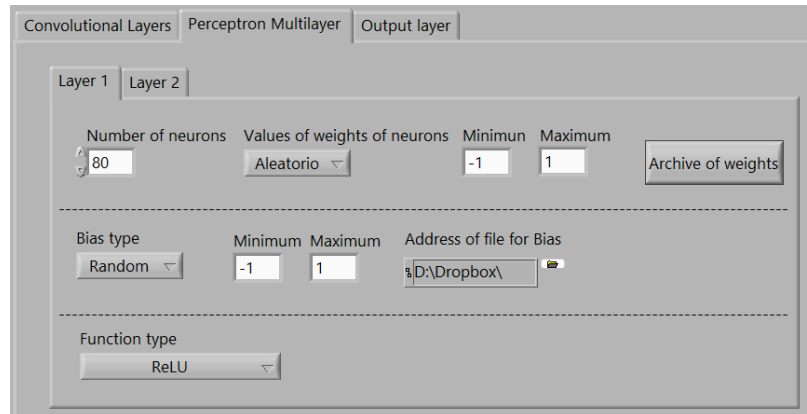 Convolutional Layers Perceptron Multilayer Output layer
Layer 1 Layer 2
Number of neurons Values of weights of neurons Minimun Maximum
80 Aleatorio -1 1 Archive of weights
Bias type Minimum Maximum Address of file for Bias
Random -1 1 D:\Dropbox\
Function type
ReLU